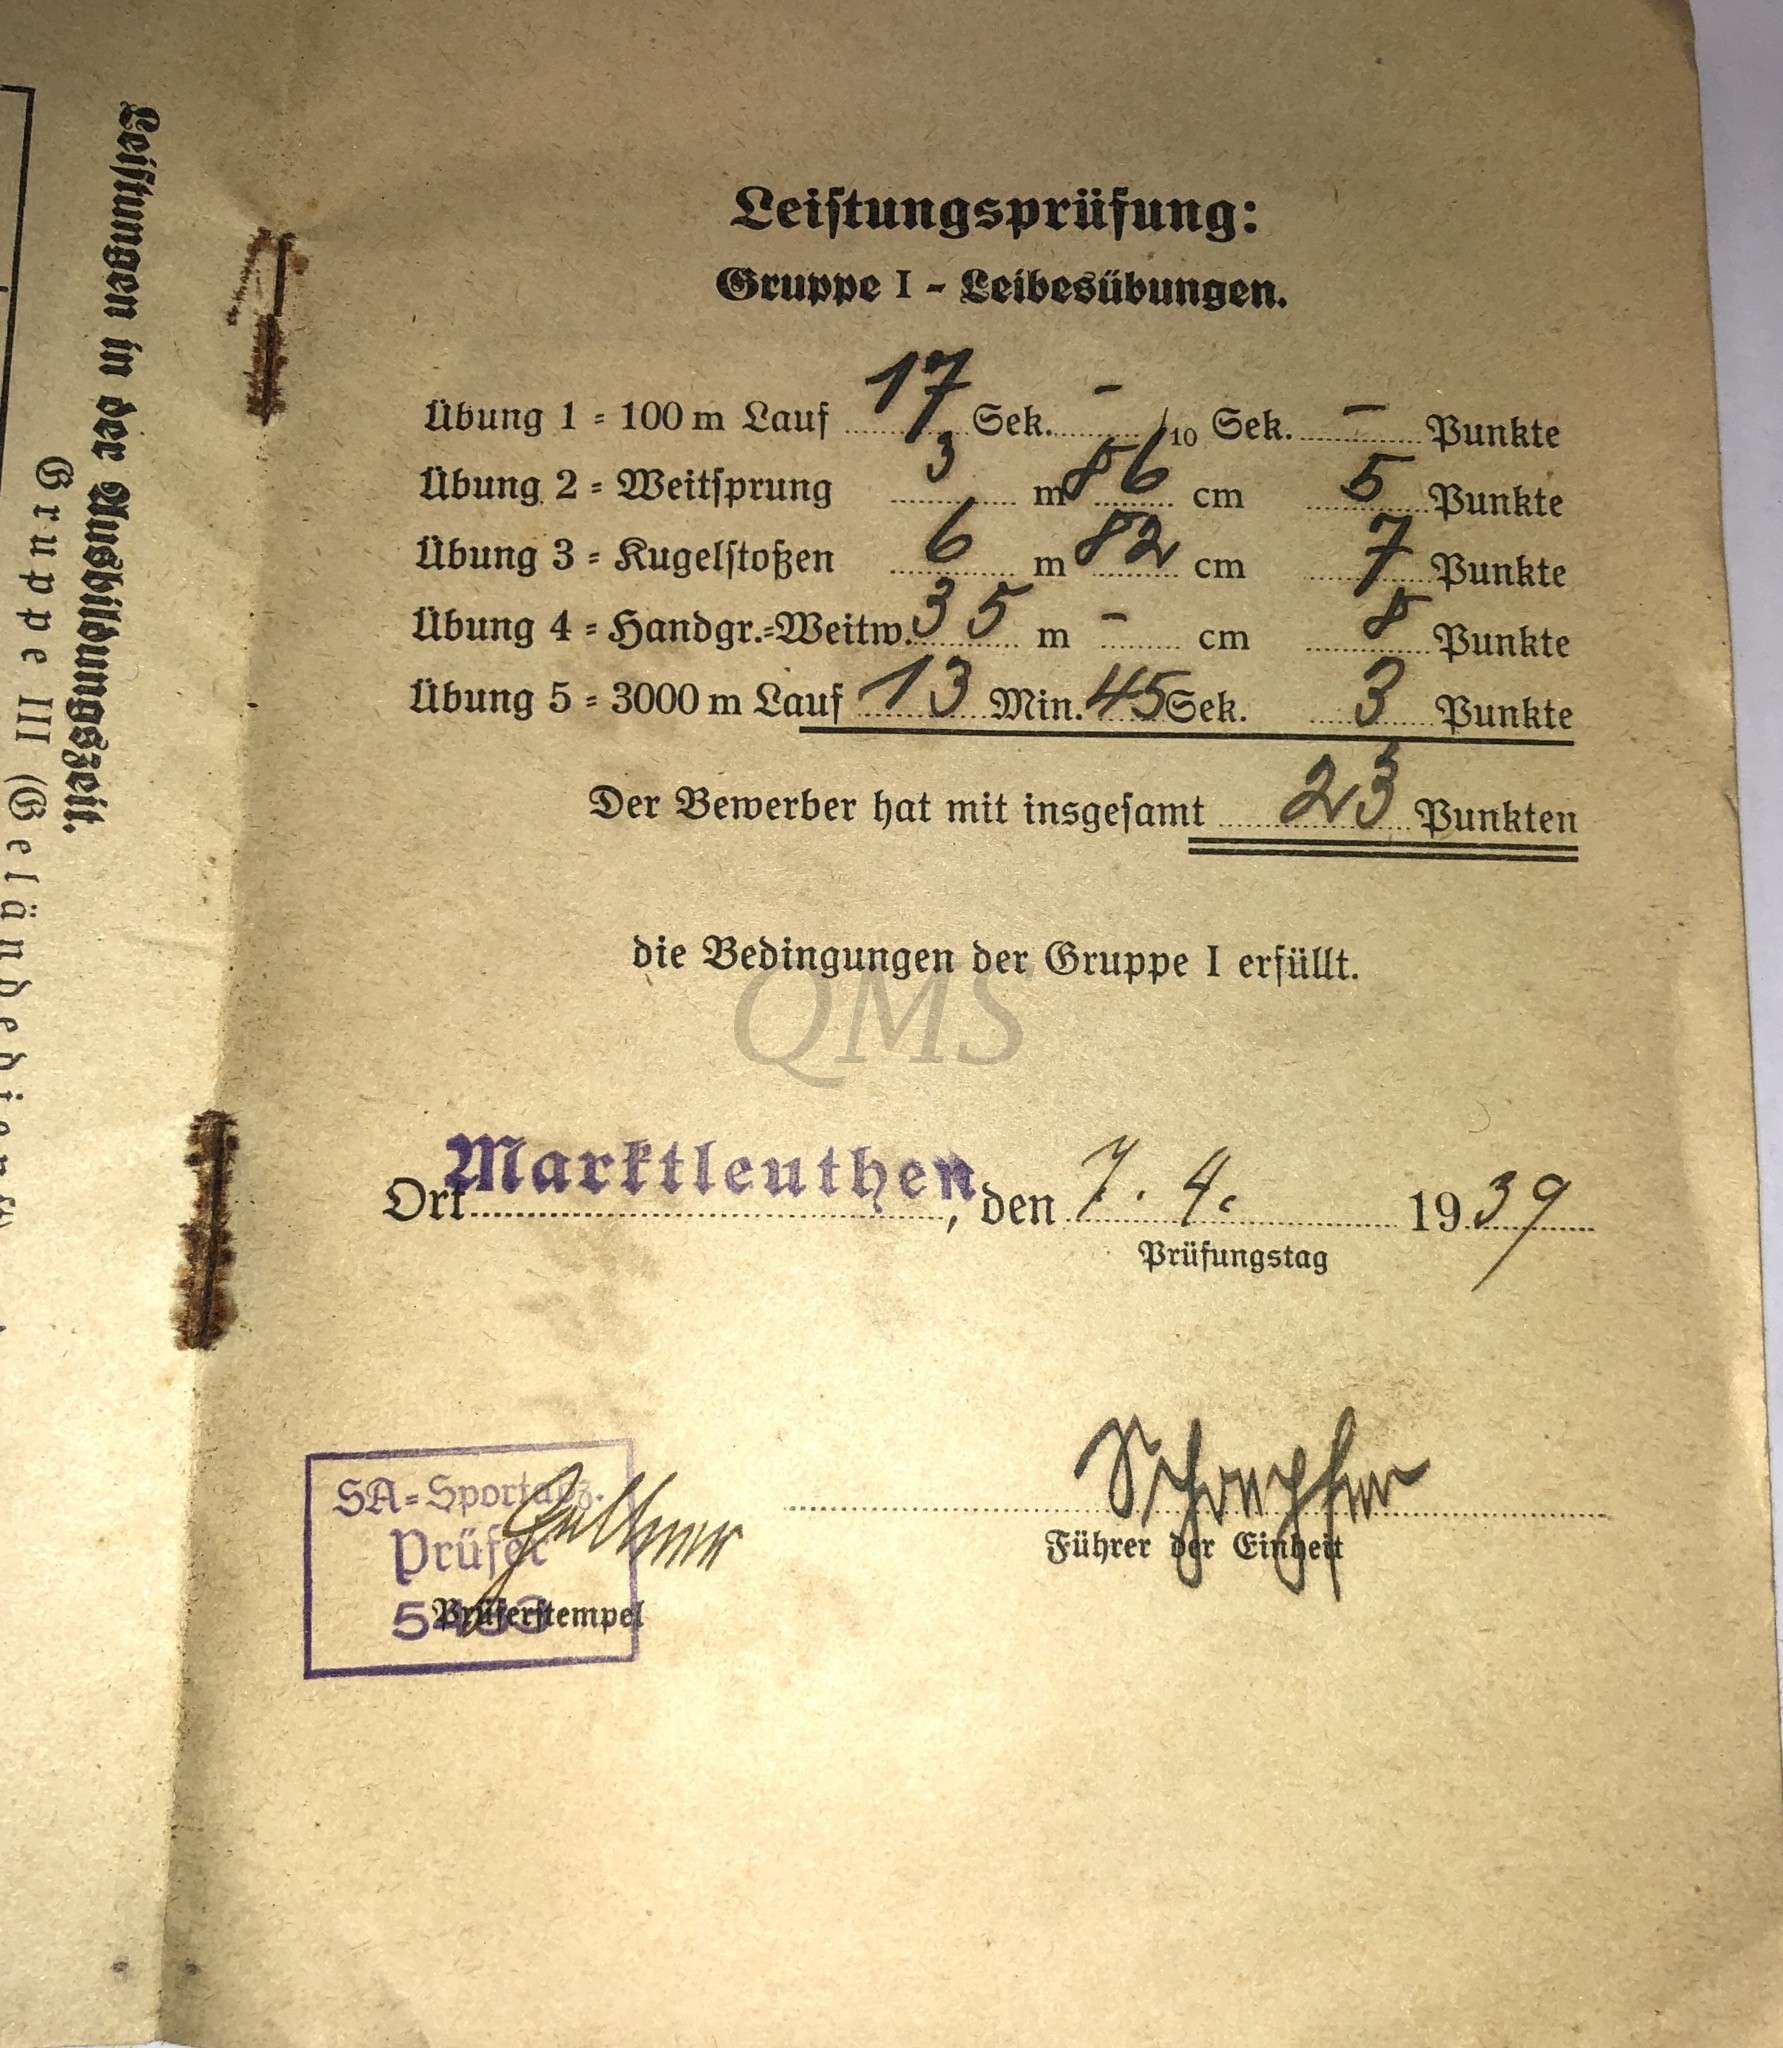 Leistungen in der Ausbildungszeit.
Gruppe III (Geländedienst)
Leistungsprüfung:
Gruppe I - Leibesübungen.
Übung 1 = 100 m Lauf 17 Sek. - /10 Sek. - Punkte
Übung 2 = Weitsprung 3 m 86 cm 5 Punkte
Übung 3 = Kugelstoßen 6 m 82 cm 7 Punkte
Übung 4 = Handgr.=Weitw. 35 m - cm 8 Punkte
Übung 5 = 3000 m Lauf 13 Min. 45 Sek. 3 Punkte
Der Bewerber hat mit insgesamt 23 Punkten
die Bedingungen der Gruppe I erfüllt.
QMS
Ort Marktleuthen, den 7. 4. 1939
Prüfungstag
SA=Sportabz.
Prüfer
Prüferstempel
Führer der Einheit